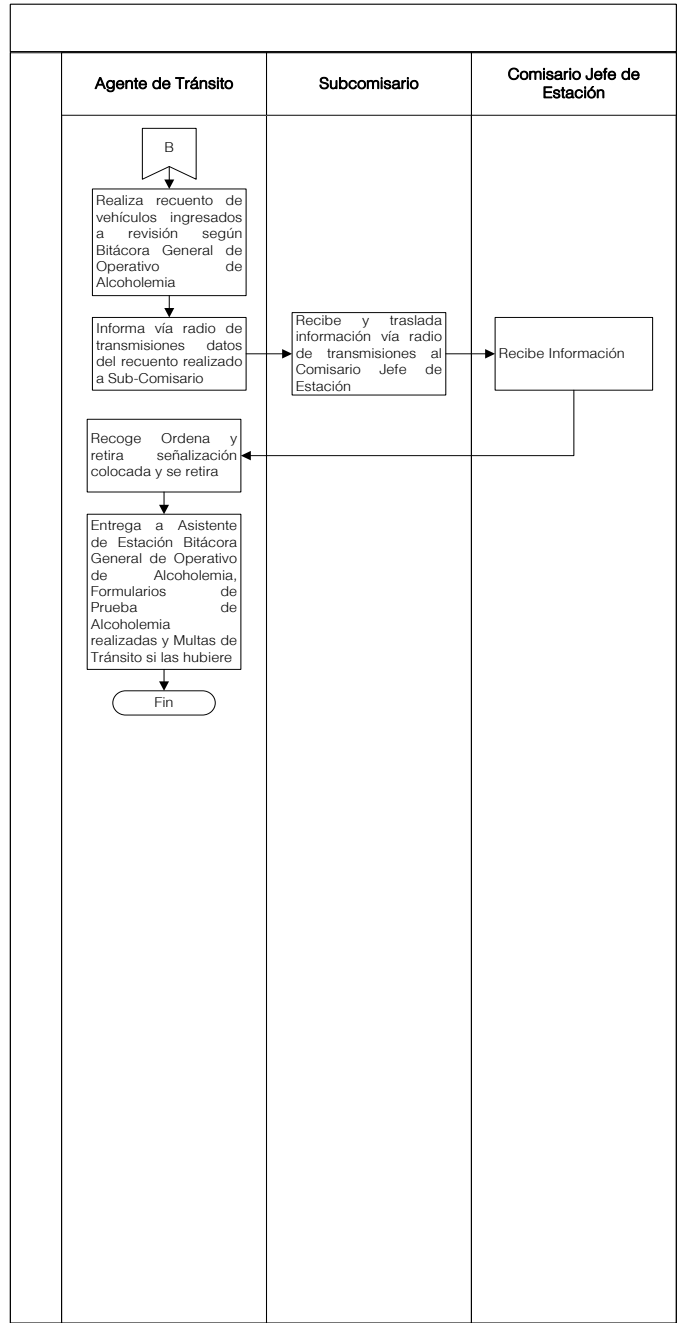 Agente de Tránsito
Subcomisario
Comisario Jefe de
Estación
B
Realiza recuento de
vehículos ingresados
a revisión según
Bitácora General de
Operativo de
Alcoholemia
Informa vía radio de
transmisiones datos
del recuento realizado
a Sub-Comisario
Recibe y traslada
información vía radio
de transmisiones al
Comisario Jefe de
Estación
Recibe Información
Recoge Ordena y
retira señalización
colocada y se retira
Entrega a Asistente
de Estación Bitácora
General de Operativo
de Alcoholemia,
Formularios de
Prueba de
Alcoholemia
realizadas y Multas de
Tránsito si las hubiere
Fin